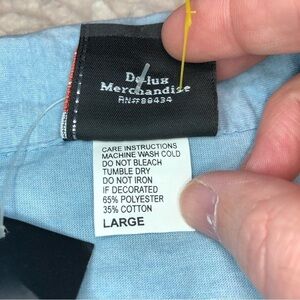 De-lux
Merchandise
RN#89434
CARE INSTRUCTIONS
MACHINE WASH COLD
DO NOT BLEACH
TUMBLE DRY
DO NOT IRON
IF DECORATED
65% POLYESTER
35% COTTON
LARGE